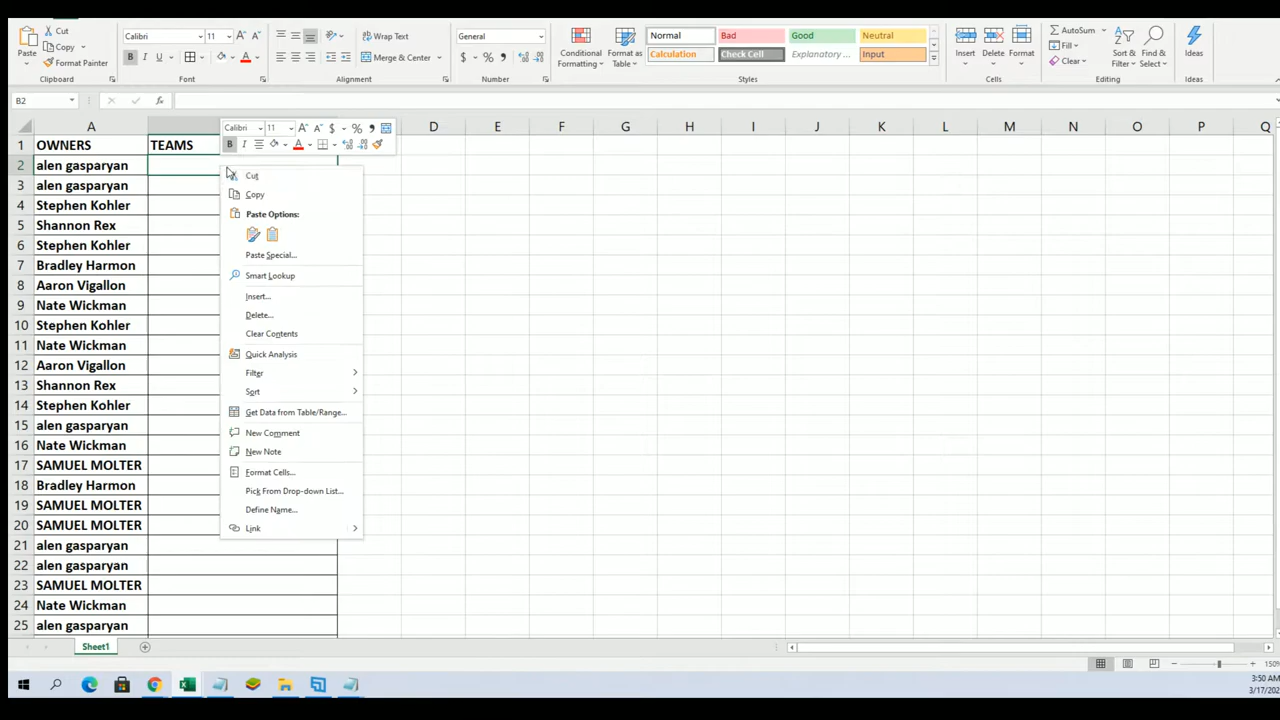 Cut
Copy
Paste
Format Painter
Clipboard
Calibri
11
B I U
Font
Wrap Text
Merge & Center
Alignment
General
$ % ,
Number
Conditional
Formatting
Format as
Table
Normal
Bad
Good
Neutral
Calculation
Check Cell
Explanatory ...
Input
Styles
Insert
Delete
Format
Cells
AutoSum
Fill
Clear
Sort &
Filter
Find &
Select
Editing
Ideas
Ideas
B2
fx
A D E F G H I J K L M N O P Q
1 OWNERS TEAMS
2 alen gasparyan
3 alen gasparyan
4 Stephen Kohler
5 Shannon Rex
6 Stephen Kohler
7 Bradley Harmon
8 Aaron Vigallon
9 Nate Wickman
10 Stephen Kohler
11 Nate Wickman
12 Aaron Vigallon
13 Shannon Rex
14 Stephen Kohler
15 alen gasparyan
16 Nate Wickman
17 SAMUEL MOLTER
18 Bradley Harmon
19 SAMUEL MOLTER
20 SAMUEL MOLTER
21 alen gasparyan
22 alen gasparyan
23 SAMUEL MOLTER
24 Nate Wickman
25 alen gasparyan
Calibri 11 A A $ % ,
B I A
Cut
Copy
Paste Options:
Paste Special...
Smart Lookup
Insert...
Delete...
Clear Contents
Quick Analysis
Filter
Sort
Get Data from Table/Range...
New Comment
New Note
Format Cells...
Pick From Drop-down List...
Define Name...
Link
Sheet1
150%
3:50 AM